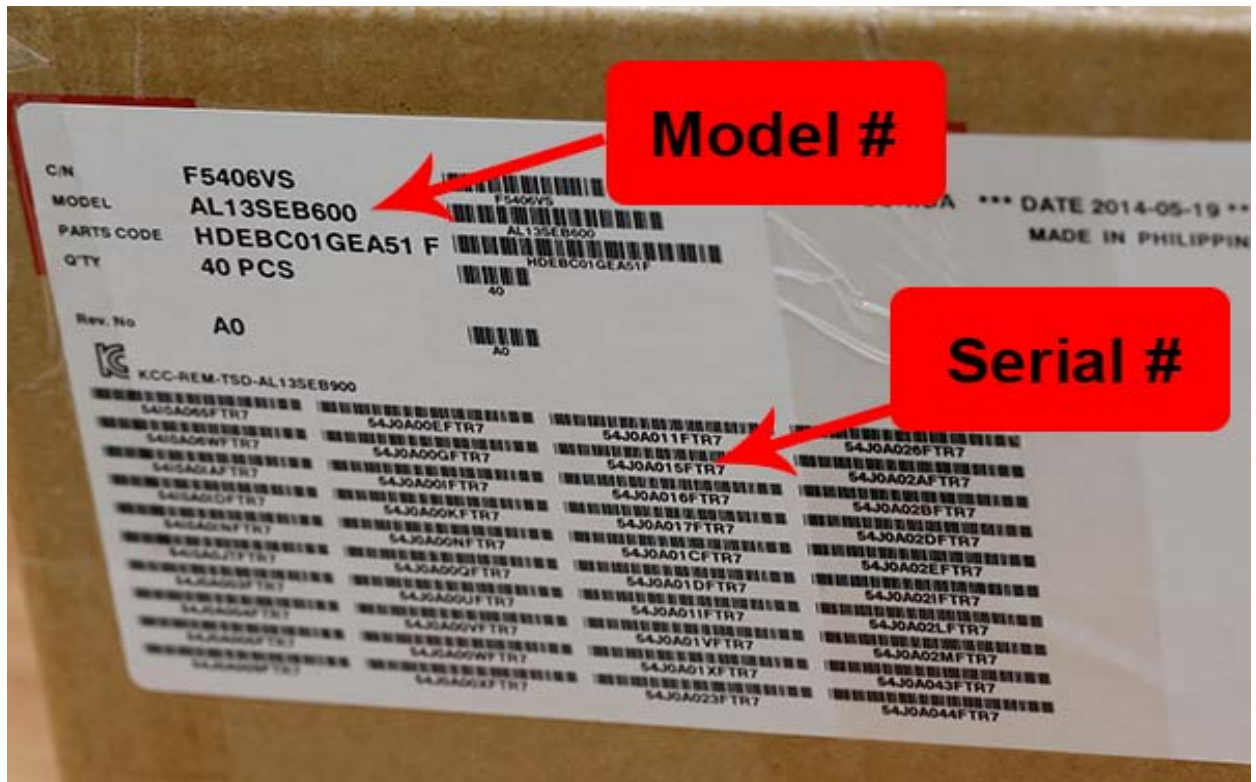 Model #
C/N F5406VS
F5406VS
MODEL AL13SEB600
AL13SEB600
*** DATE 2014-05-19 **
PARTS CODE HDEBC01GEA51 F
HDEBC01GEA51F
MADE IN PHILIPPIN
Q'TY 40 PCS
40
Rev. No A0
A0
Serial #
KCC-REM-TSD-AL13SEB900
54J0A00EFTR7 54J0A011FTR7 54J0A026FTR7
54J0A00GFTR7 54J0A015FTR7 54J0A02AFTR7
54J0A00IFTR7 54J0A016FTR7 54J0A02BFTR7
54J0A00KFTR7 54J0A017FTR7 54J0A02DFTR7
54J0A00NFTR7 54J0A01CFTR7 54J0A02EFTR7
54J0A00QFTR7 54J0A01DFTR7 54J0A02IFTR7
54J0A00UFTR7 54J0A01IFTR7 54J0A02LFTR7
54J0A00VFTR7 54J0A01VFTR7 54J0A02MFTR7
54J0A00WFTR7 54J0A01XFTR7 54J0A043FTR7
54J0A00XFTR7 54J0A023FTR7 54J0A044FTR7